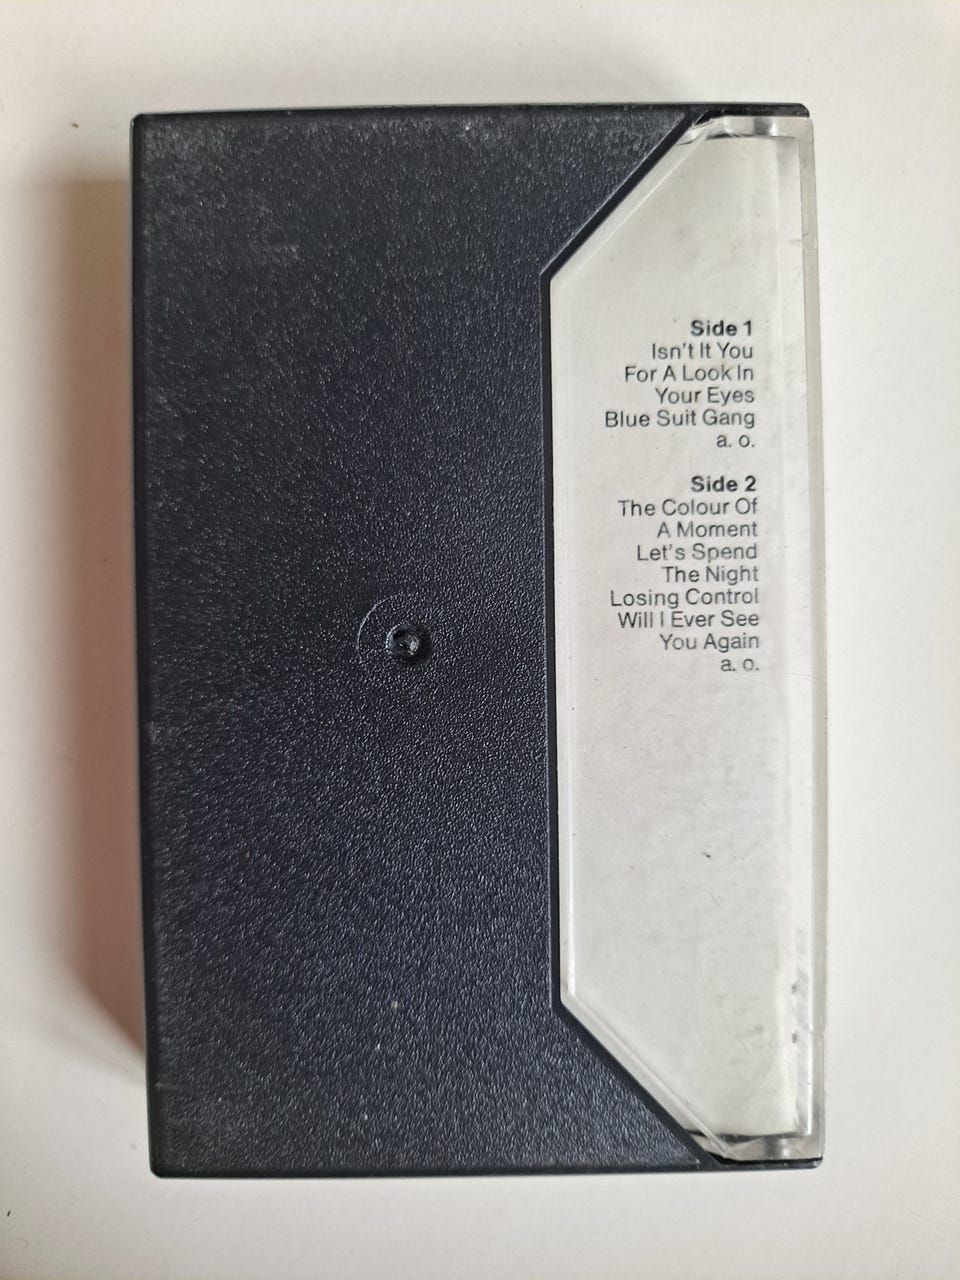 Side 1
Isn't It You
For A Look In
Your Eyes
Blue Suit Gang
a. o.
Side 2
The Colour Of
A Moment
Let's Spend
The Night
Losing Control
Will I Ever See
You Again
a. o.